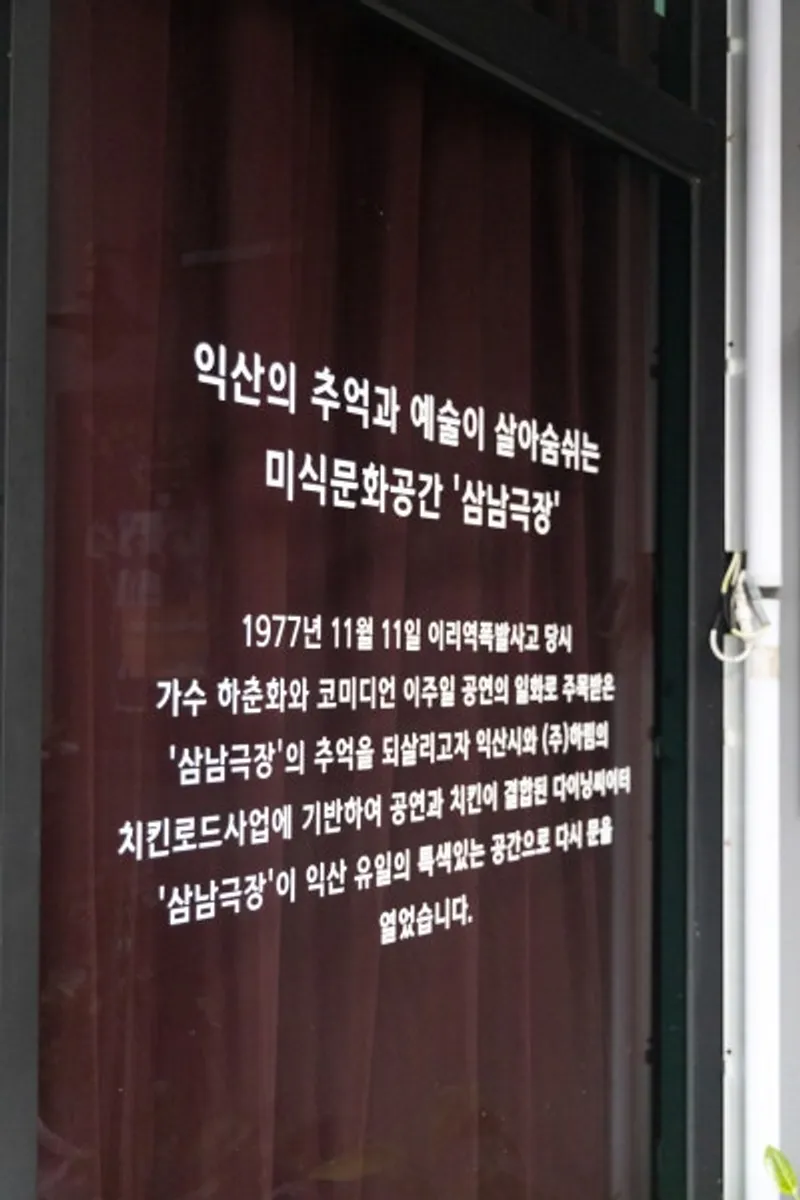 익산의 추억과 예술이 살아숨쉬는
미식문화공간 '삼남극장'
1977년 11월 11일 이리역폭발사고 당시
가수 하춘화와 코미디언 이주일 공연의 일화로 주목받은
'삼남극장'의 추억을 되살리고자 익산시와 (주)하림의
치킨로드사업에 기반하여 공연과 치킨이 결합된 다이닝씨어터
'삼남극장'이 익산 유일의 특색있는 공간으로 다시 문을
열었습니다.